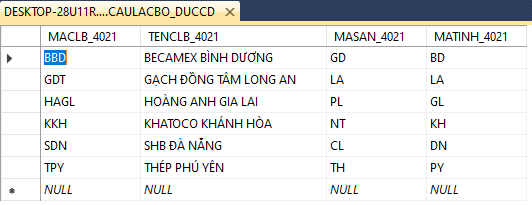 DESKTOP-28U11R....CAULACBO_DUCCD
MACLB_4021 TENCLB_4021 MASAN_4021 MATINH_4021
BBD BECAMEX BÌNH DƯƠNG GD BD
GDT GẠCH ĐỒNG TÂM LONG AN LA LA
HAGL HOÀNG ANH GIA LAI PL GL
KKH KHATOCO KHÁNH HÒA NT KH
SDN SHB ĐÀ NẴNG CL DN
TPY THÉP PHÚ YÊN TH PY
NULL NULL NULL NULL